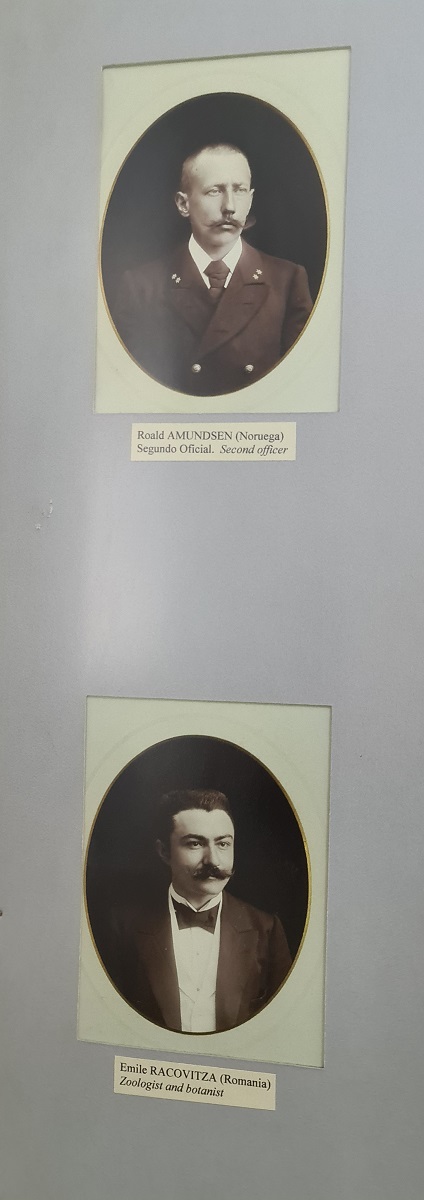 Roald AMUNDSEN (Noruega)
Segundo Oficial. Second officer
Emile RACOVITZA (Romania)
Zoologist and botanist